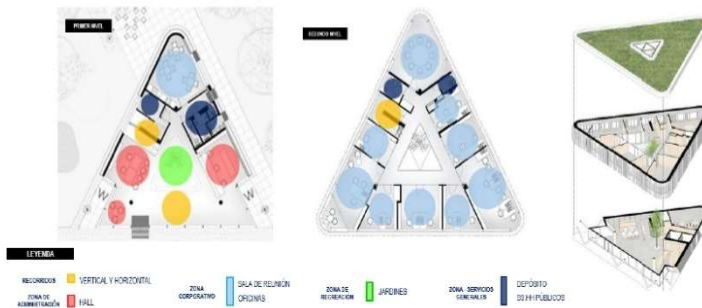 PRIMER NIVEL
SEGUNDO NIVEL
LEYENDA
RECORRIDOS
VERTICAL Y HORIZONTAL
ZONA DE ADMINISTRACIÓN
HALL
ZONA CORPORATIVO
SALA DE REUNIÓN
OFICINAS
ZONA DE RECREACIÓN
JARDINES
ZONA -SERVICIOS GENERALES
DEPÓSITO
SS.HH PUBLICOS